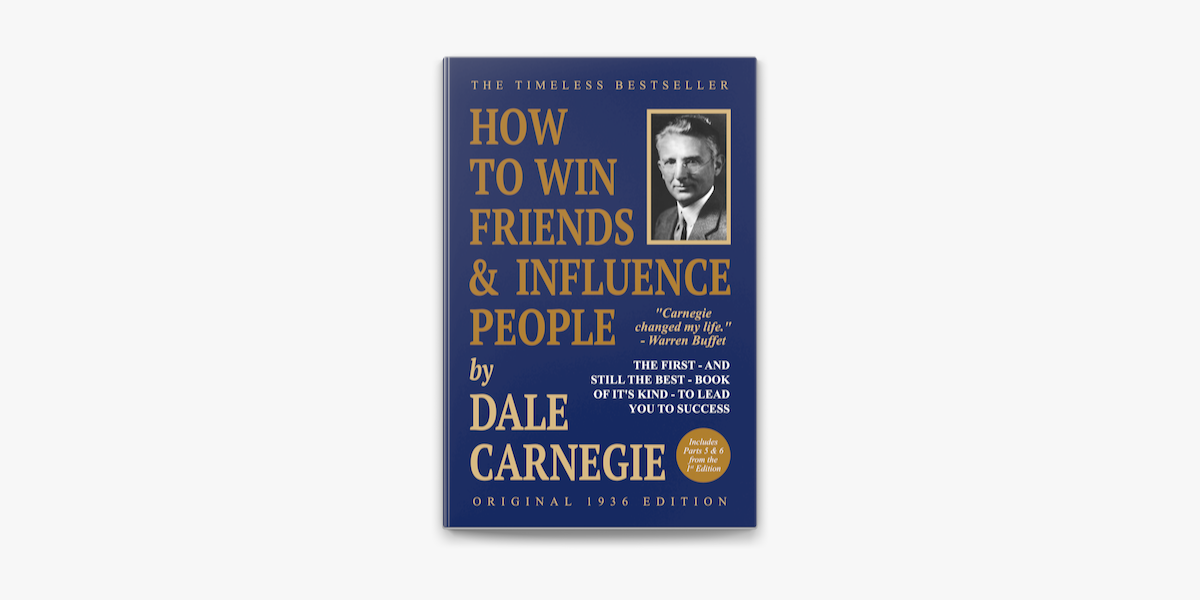 THE TIMELESS BESTSELLER
HOW
TO WIN
FRIENDS
& INFLUENCE
PEOPLE
"Carnegie
changed my life."
- Warren Buffet
by
DALE
CARNEGIE
THE FIRST - AND
STILL THE BEST - BOOK
OF IT'S KIND - TO LEAD
YOU TO SUCCESS
Includes
Parts 5 & 6
from the
1st Edition
ORIGINAL 1936 EDITION